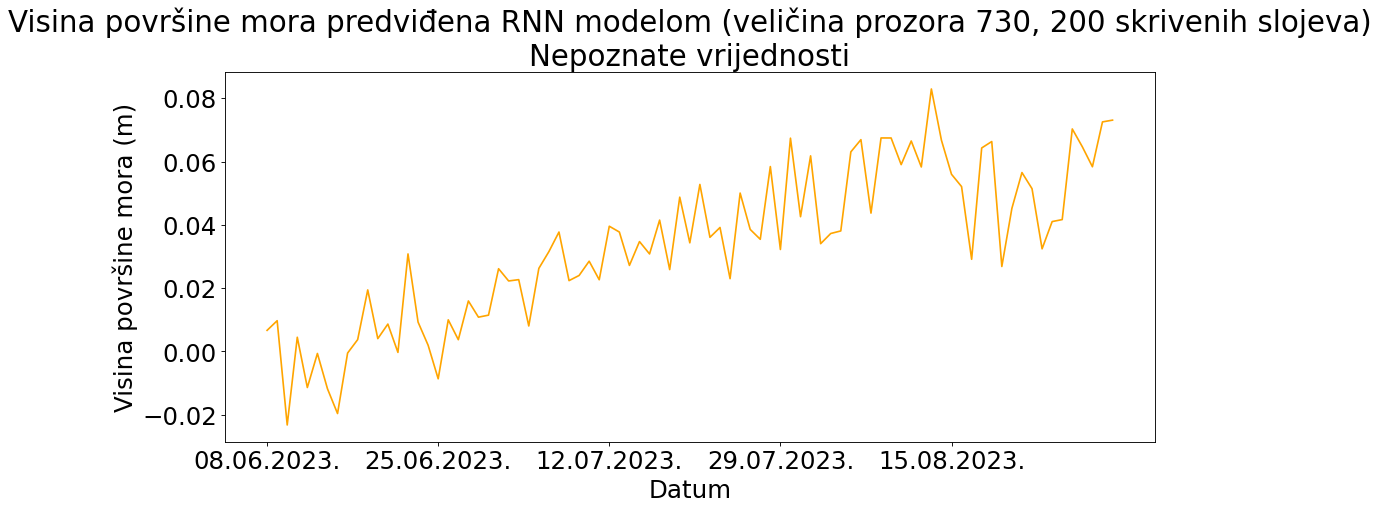 Visina površine mora predviđena RNN modelom (veličina prozora 730, 200 skrivenih slojeva)
Nepoznate vrijednosti
Visina površine mora (m)
0.08
0.06
0.04
0.02
0.00
−0.02
08.06.2023. 25.06.2023. 12.07.2023. 29.07.2023. 15.08.2023.
Datum